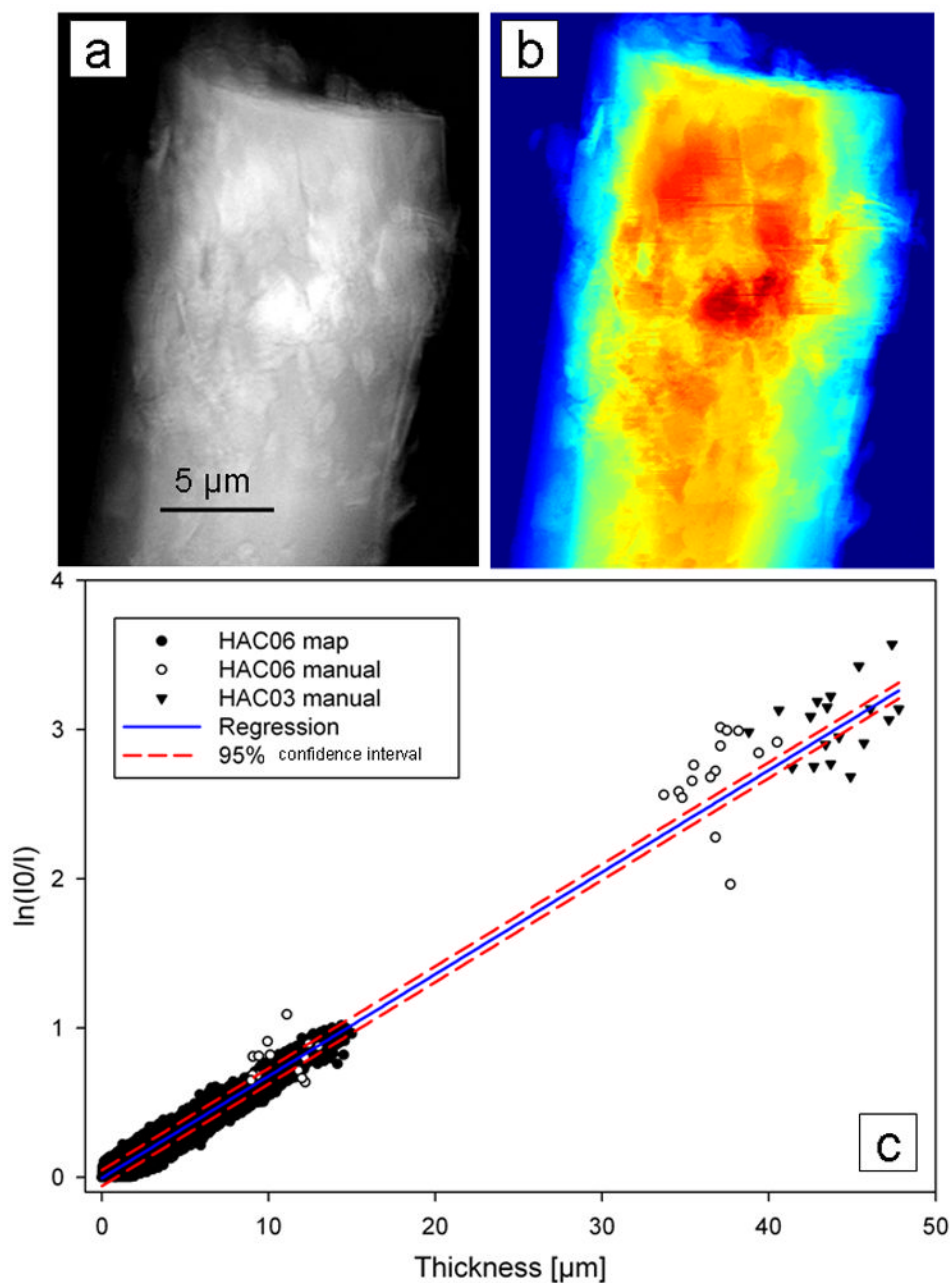 a
b
5 µm
4
HAC06 map
HAC06 manual
HAC03 manual
Regression
95% confidence interval
3
ln(I0/I)
2
1
c
0
0 10 20 30 40 50
Thickness [µm]